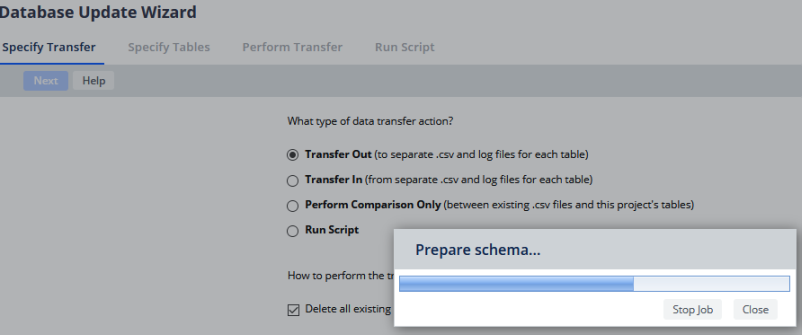 Database Update Wizard
Specify Transfer Specify Tables Perform Transfer Run Script
Next Help
What type of data transfer action?
Transfer Out (to separate .csv and log files for each table)
Transfer In (from separate .csv and log files for each table)
Perform Comparison Only (between existing .csv files and this project's tables)
Run Script
Prepare schema...
How to perform the
Delete all existing
Stop Job Close